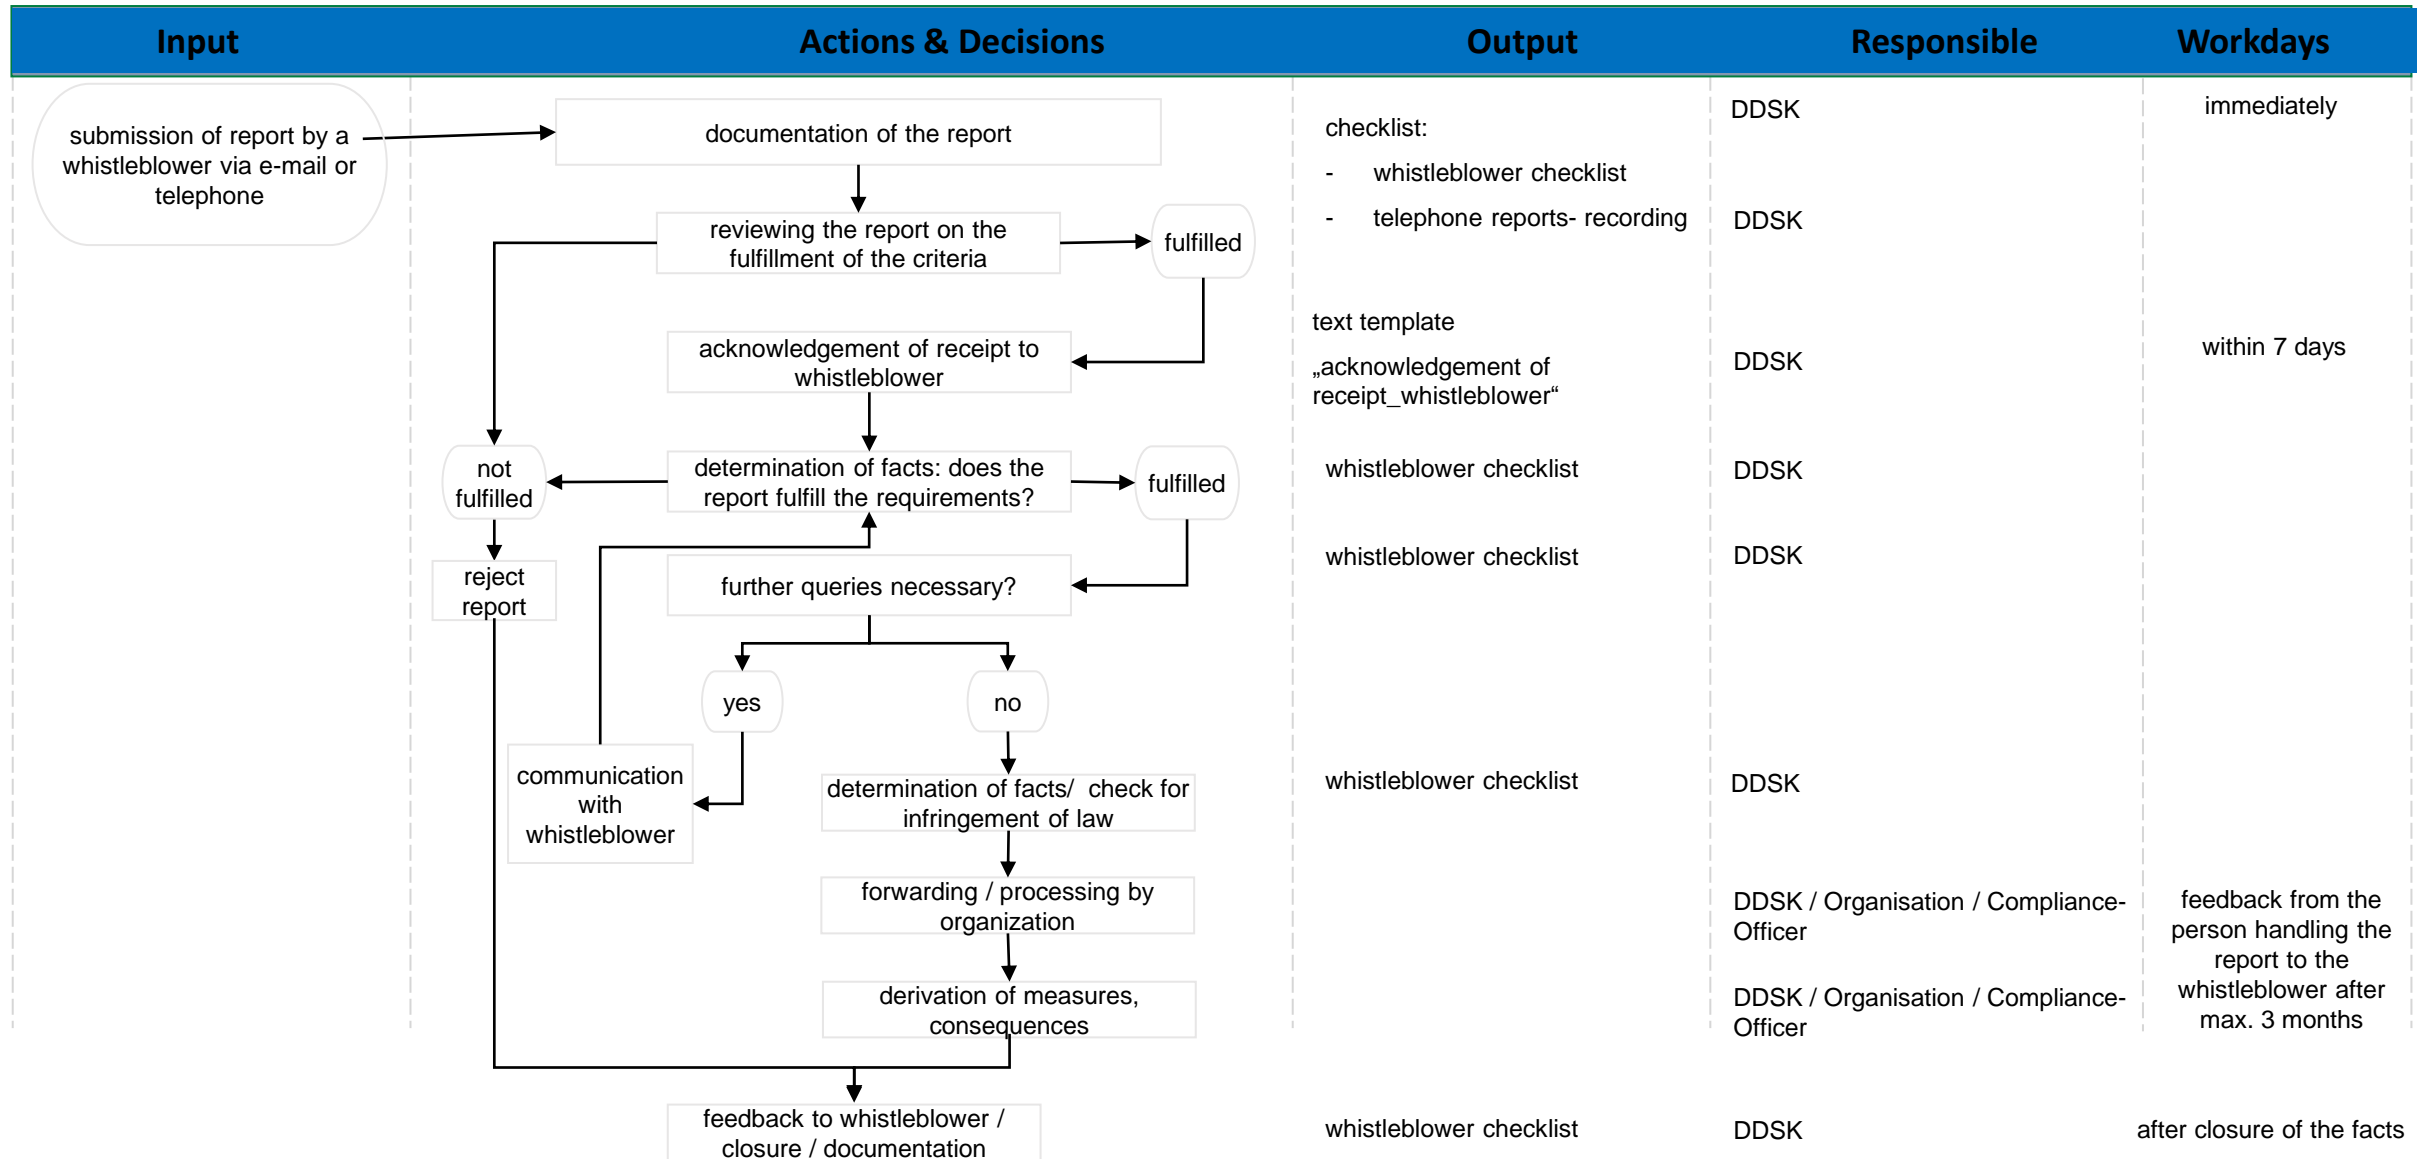 Input
Actions & Decisions
Output
Responsible
Workdays
submission of report by a
whistleblower via e-mail or
telephone
documentation of the report
checklist:
- whistleblower checklist
- telephone reports- recording
DDSK
immediately
reviewing the report on the
fulfillment of the criteria
fulfilled
DDSK
acknowledgement of receipt to
whistleblower
text template
„acknowledgement of
receipt_whistleblower“
DDSK
within 7 days
not
fulfilled
determination of facts: does the
report fulfill the requirements?
fulfilled
whistleblower checklist
DDSK
reject
report
further queries necessary?
whistleblower checklist
DDSK
yes
no
communication
with
whistleblower
determination of facts/ check for
infringement of law
whistleblower checklist
DDSK
forwarding / processing by
organization
DDSK / Organisation / Compliance-
Officer
feedback from the
person handling the
report to the
whistleblower after
max. 3 months
derivation of measures,
consequences
DDSK / Organisation / Compliance-
Officer
feedback to whistleblower /
closure / documentation
whistleblower checklist
DDSK
after closure of the facts